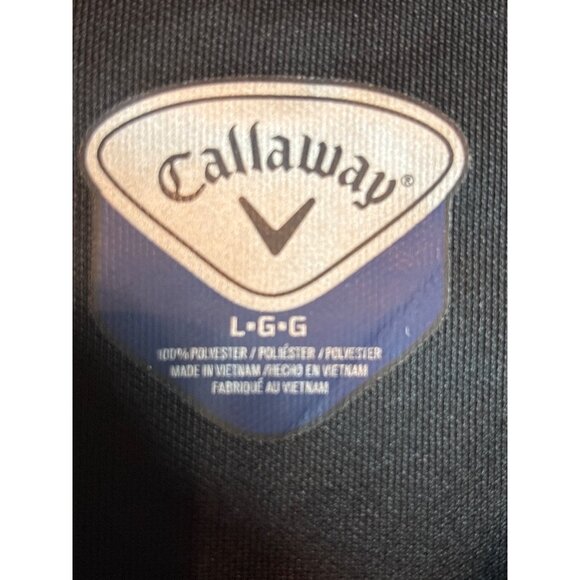 Callaway®
L•G•G
100% POLYESTER / POLIÉSTER / POLYESTER
MADE IN VIETNAM / HECHO EN VIETNAM
FABRIQUÉ AU VIETNAM